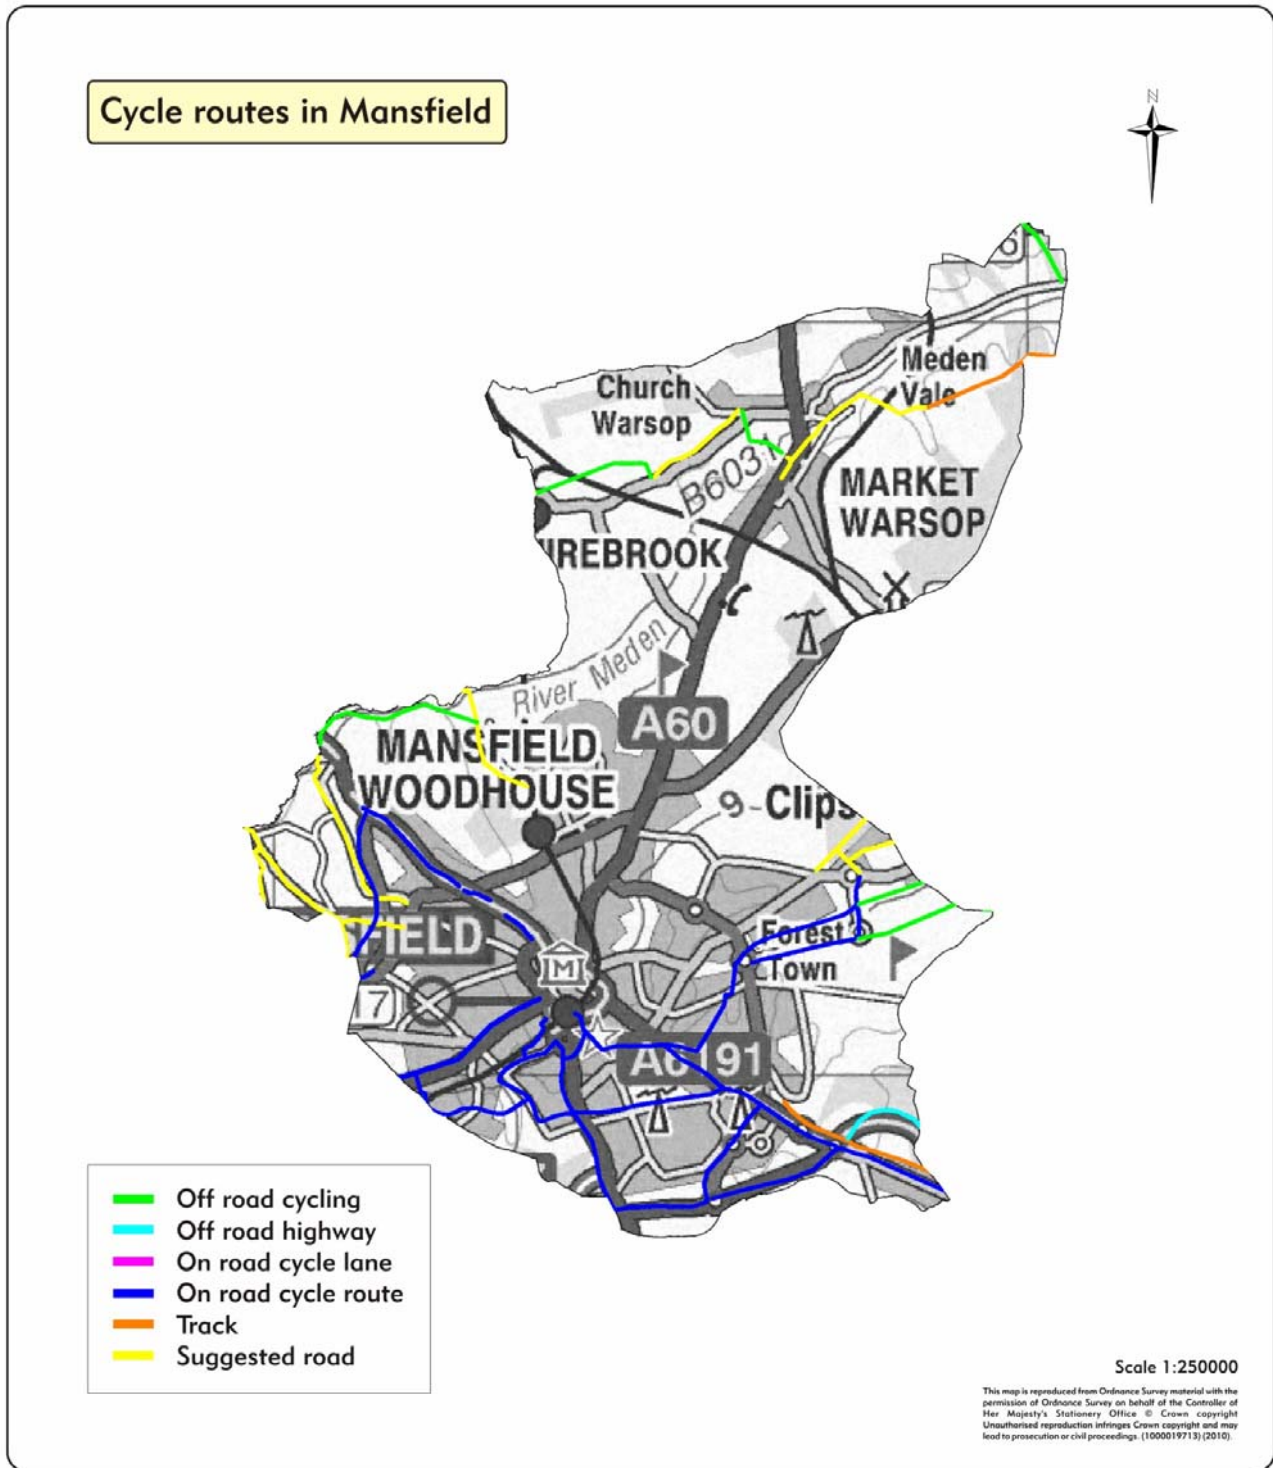 Cycle routes in Mansfield
N
6
Meden
Vale
Church
Warsop
B6031
MARKET
WARSOP
IREBROOK
River Meden
A60
MANSFIELD
WOODHOUSE
9-Clips
SFIELD
Forest
Town
M
17
A6191
Off road cycling
Off road highway
On road cycle lane
On road cycle route
Track
Suggested road
Scale 1:250000
This map is reproduced from Ordnance Survey material with the
permission of Ordnance Survey on behalf of the Controller of
Her Majesty's Stationery Office © Crown copyright
Unauthorised reproduction infringes Crown copyright and may
lead to prosecution or civil proceedings. (1000019713) (2010).